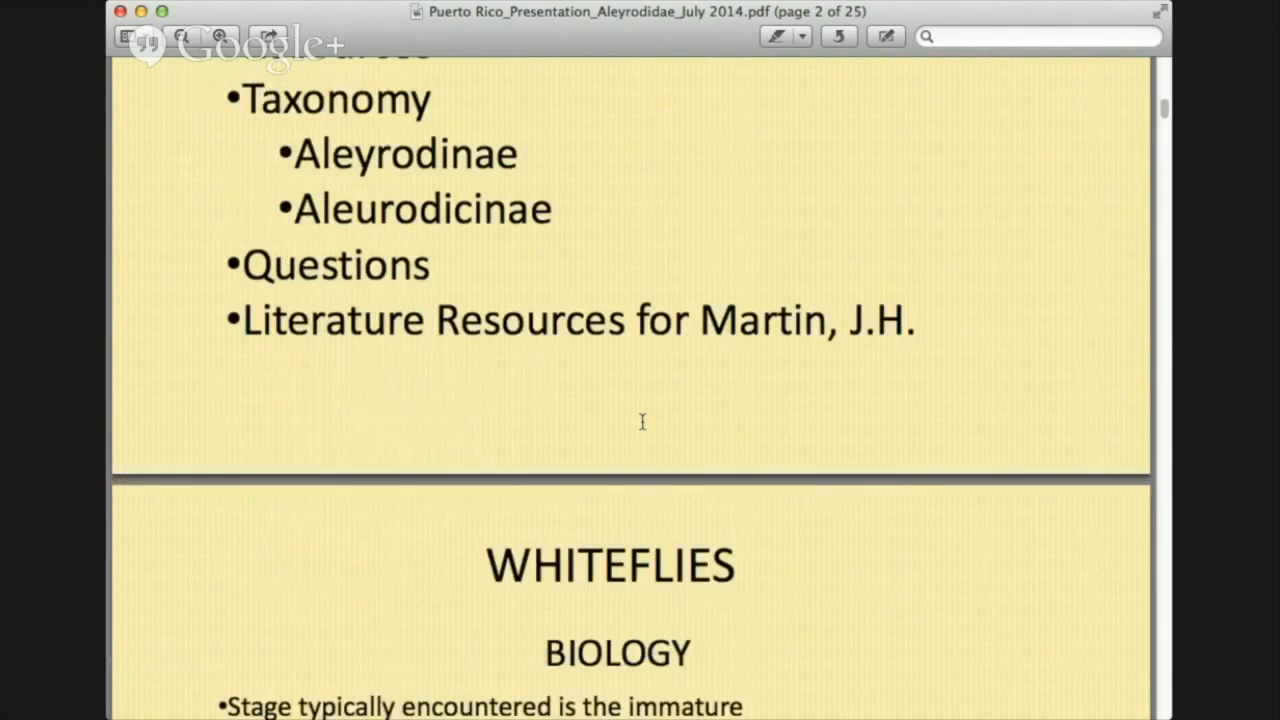 Puerto Rico_Presentation_Aleyrodidae_July 2014.pdf (page 2 of 25)
Google+
•Taxonomy
•Aleyrodinae
•Aleurodicinae
•Questions
•Literature Resources for Martin, J.H.
WHITEFLIES
BIOLOGY
•Stage typically encountered is the immature